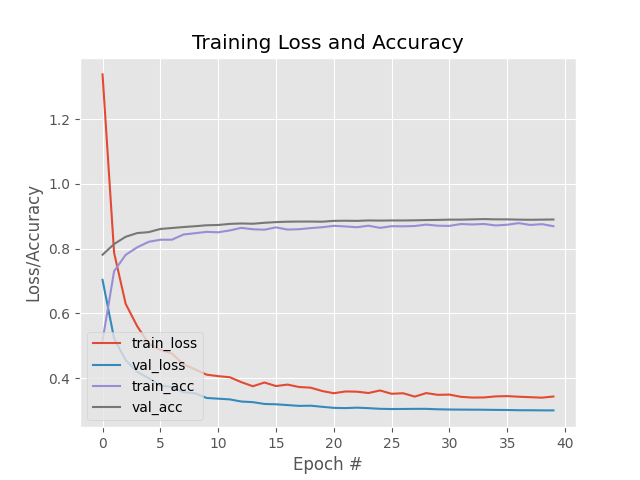 Training Loss and Accuracy
Loss/Accuracy
1.2
1.0
0.8
0.6
0.4
train_loss
val_loss
train_acc
val_acc
0 5 10 15 20 25 30 35 40
Epoch #